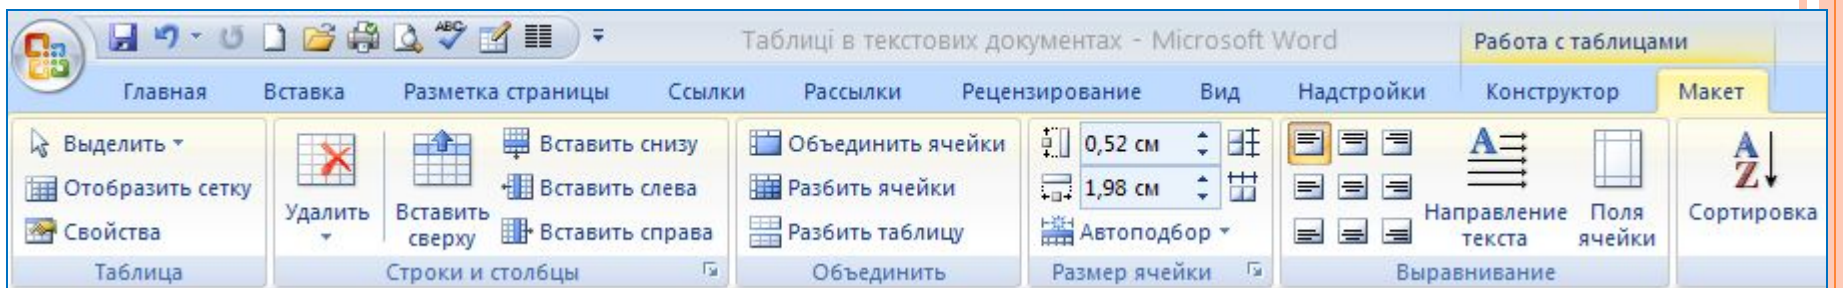 ABC
Таблиці в текстових документах - Microsoft Word
Работа с таблицами
Главная Вставка Разметка страницы Ссылки Рассылки Рецензирование Вид Надстройки Конструктор Макет
Выделить
Отобразить сетку
Свойства
Таблица
Удалить
Вставить
сверху
Вставить снизу
Вставить слева
Вставить справа
Строки и столбцы
Объединить ячейки
Разбить ячейки
Разбить таблицу
Объединить
0,52 см
1,98 см
Автоподбор
Размер ячейки
A
Направление
текста
Поля
ячейки
Выравнивание
A
Z
Сортировка